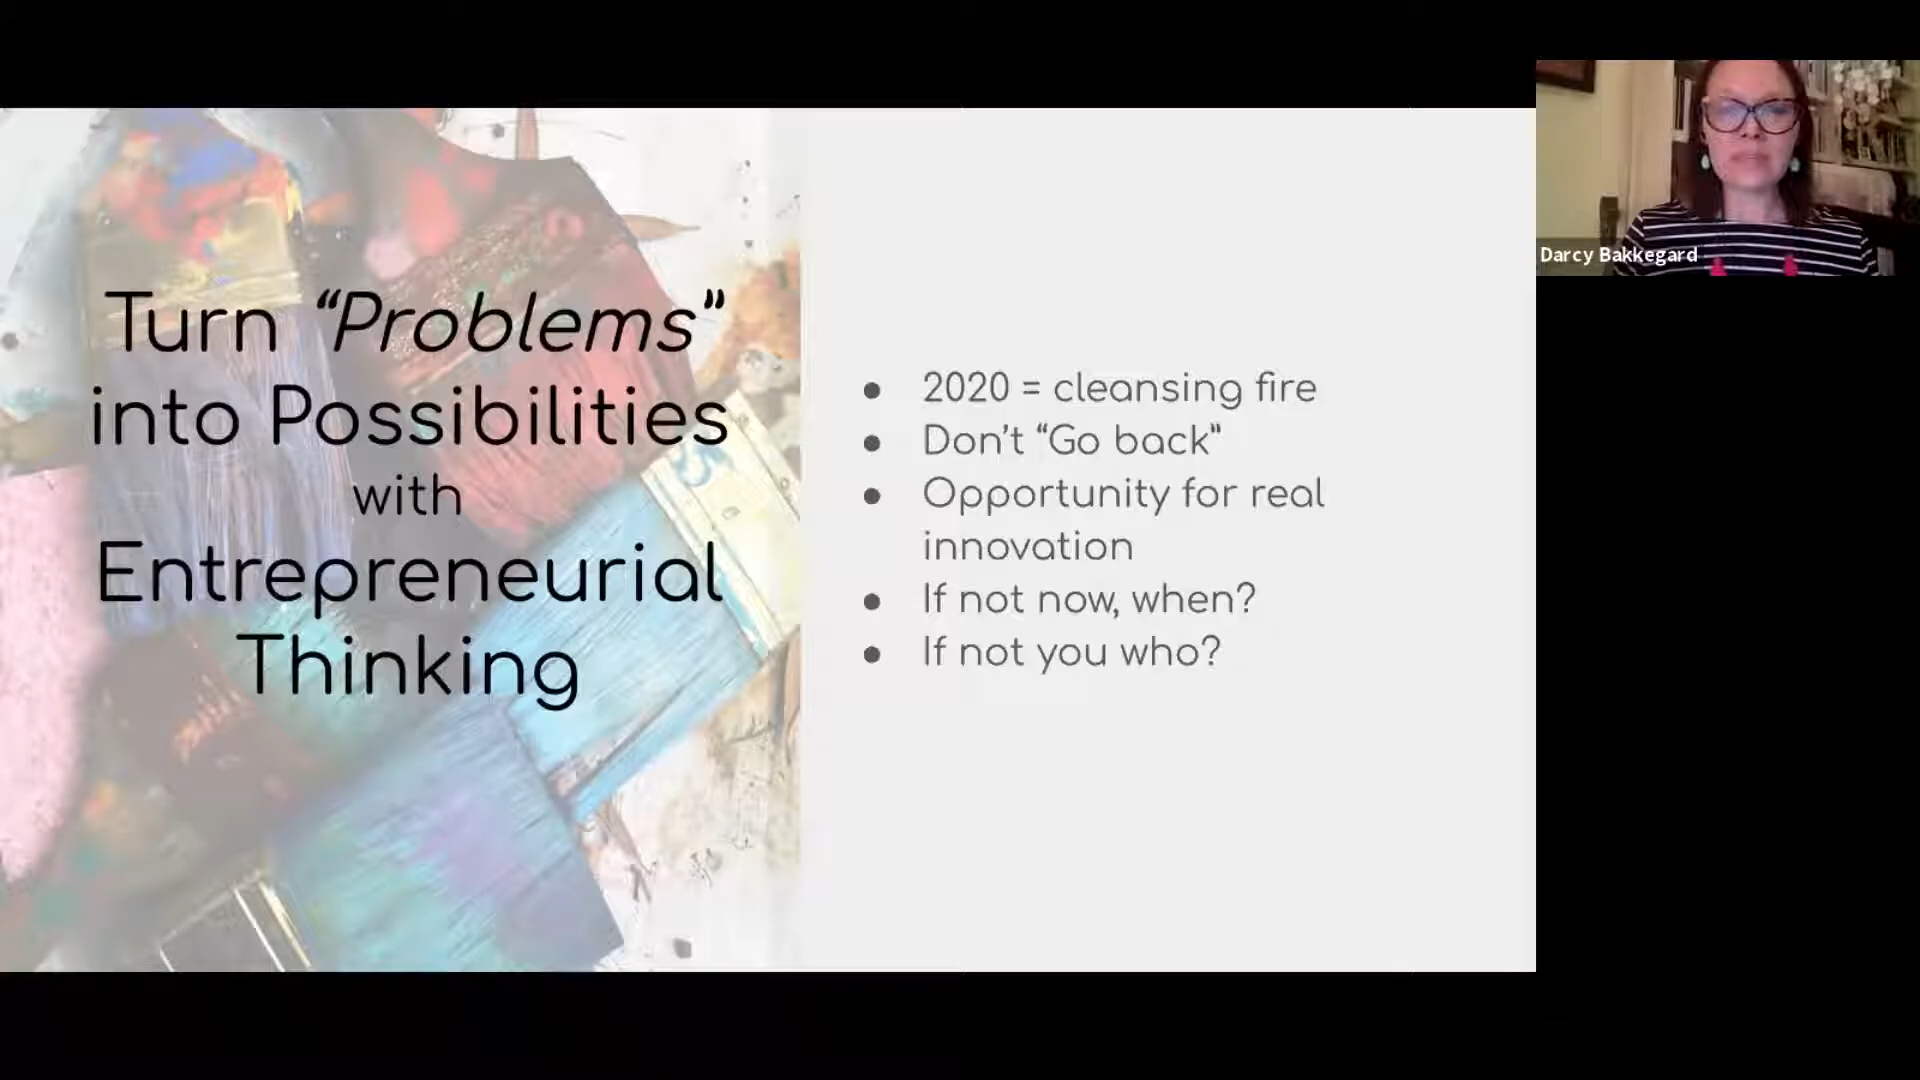 Turn “Problems”
into Possibilities
with
Entrepreneurial
Thinking
● 2020 = cleansing fire
● Don’t “Go back”
● Opportunity for real
innovation
● If not now, when?
● If not you who?
Darcy Bakkegard